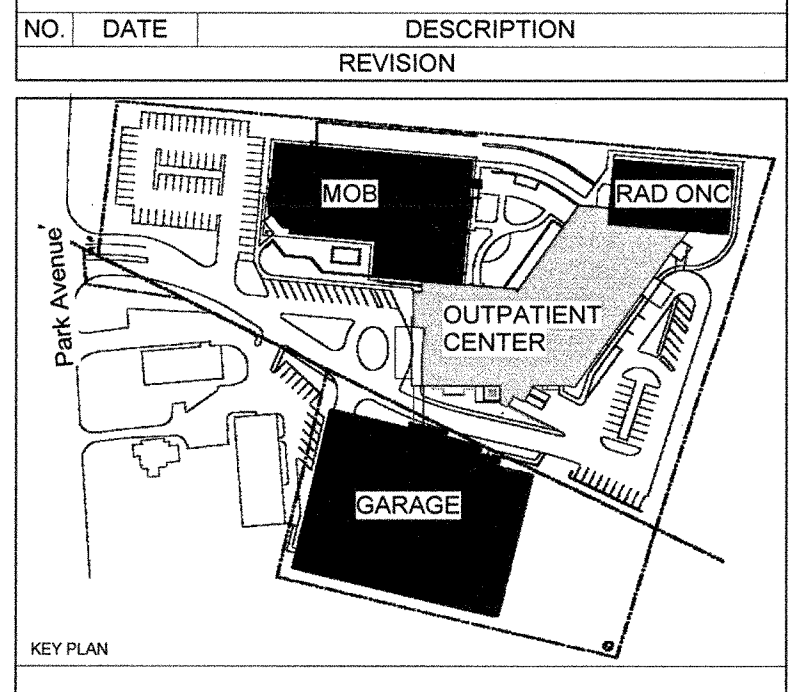 NO. DATE DESCRIPTION
REVISION
MOB
RAD ONC
Park Avenue'
OUTPATIENT
CENTER
GARAGE
KEY PLAN